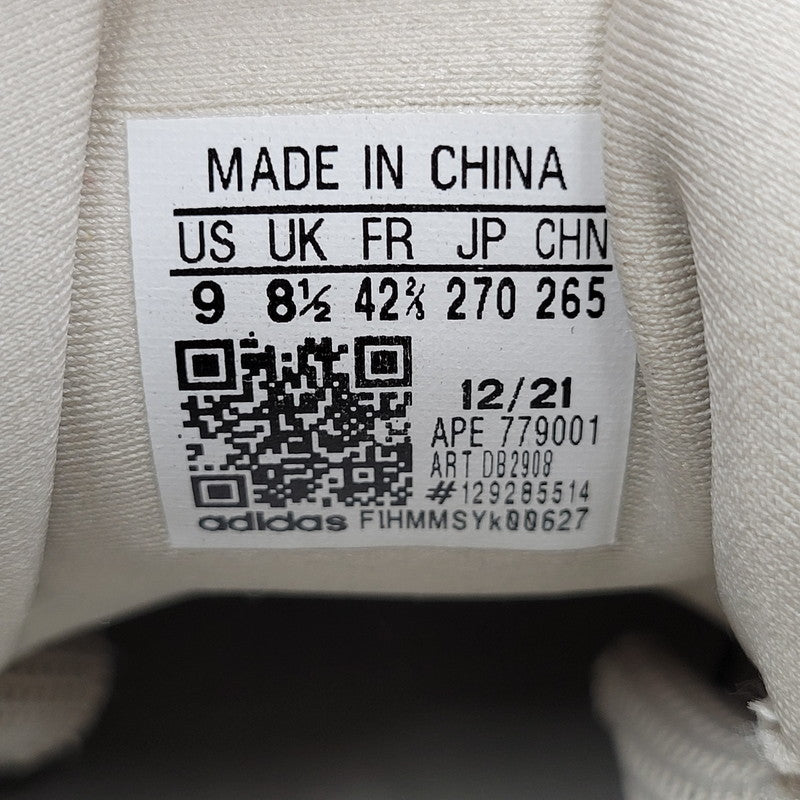 MADE IN CHINA
US UK FR JP CHN
9 8½ 42⅔ 270 265
12/21
APE 779001
ART DB2908
#129285514
adidas F1HMMSYk00627